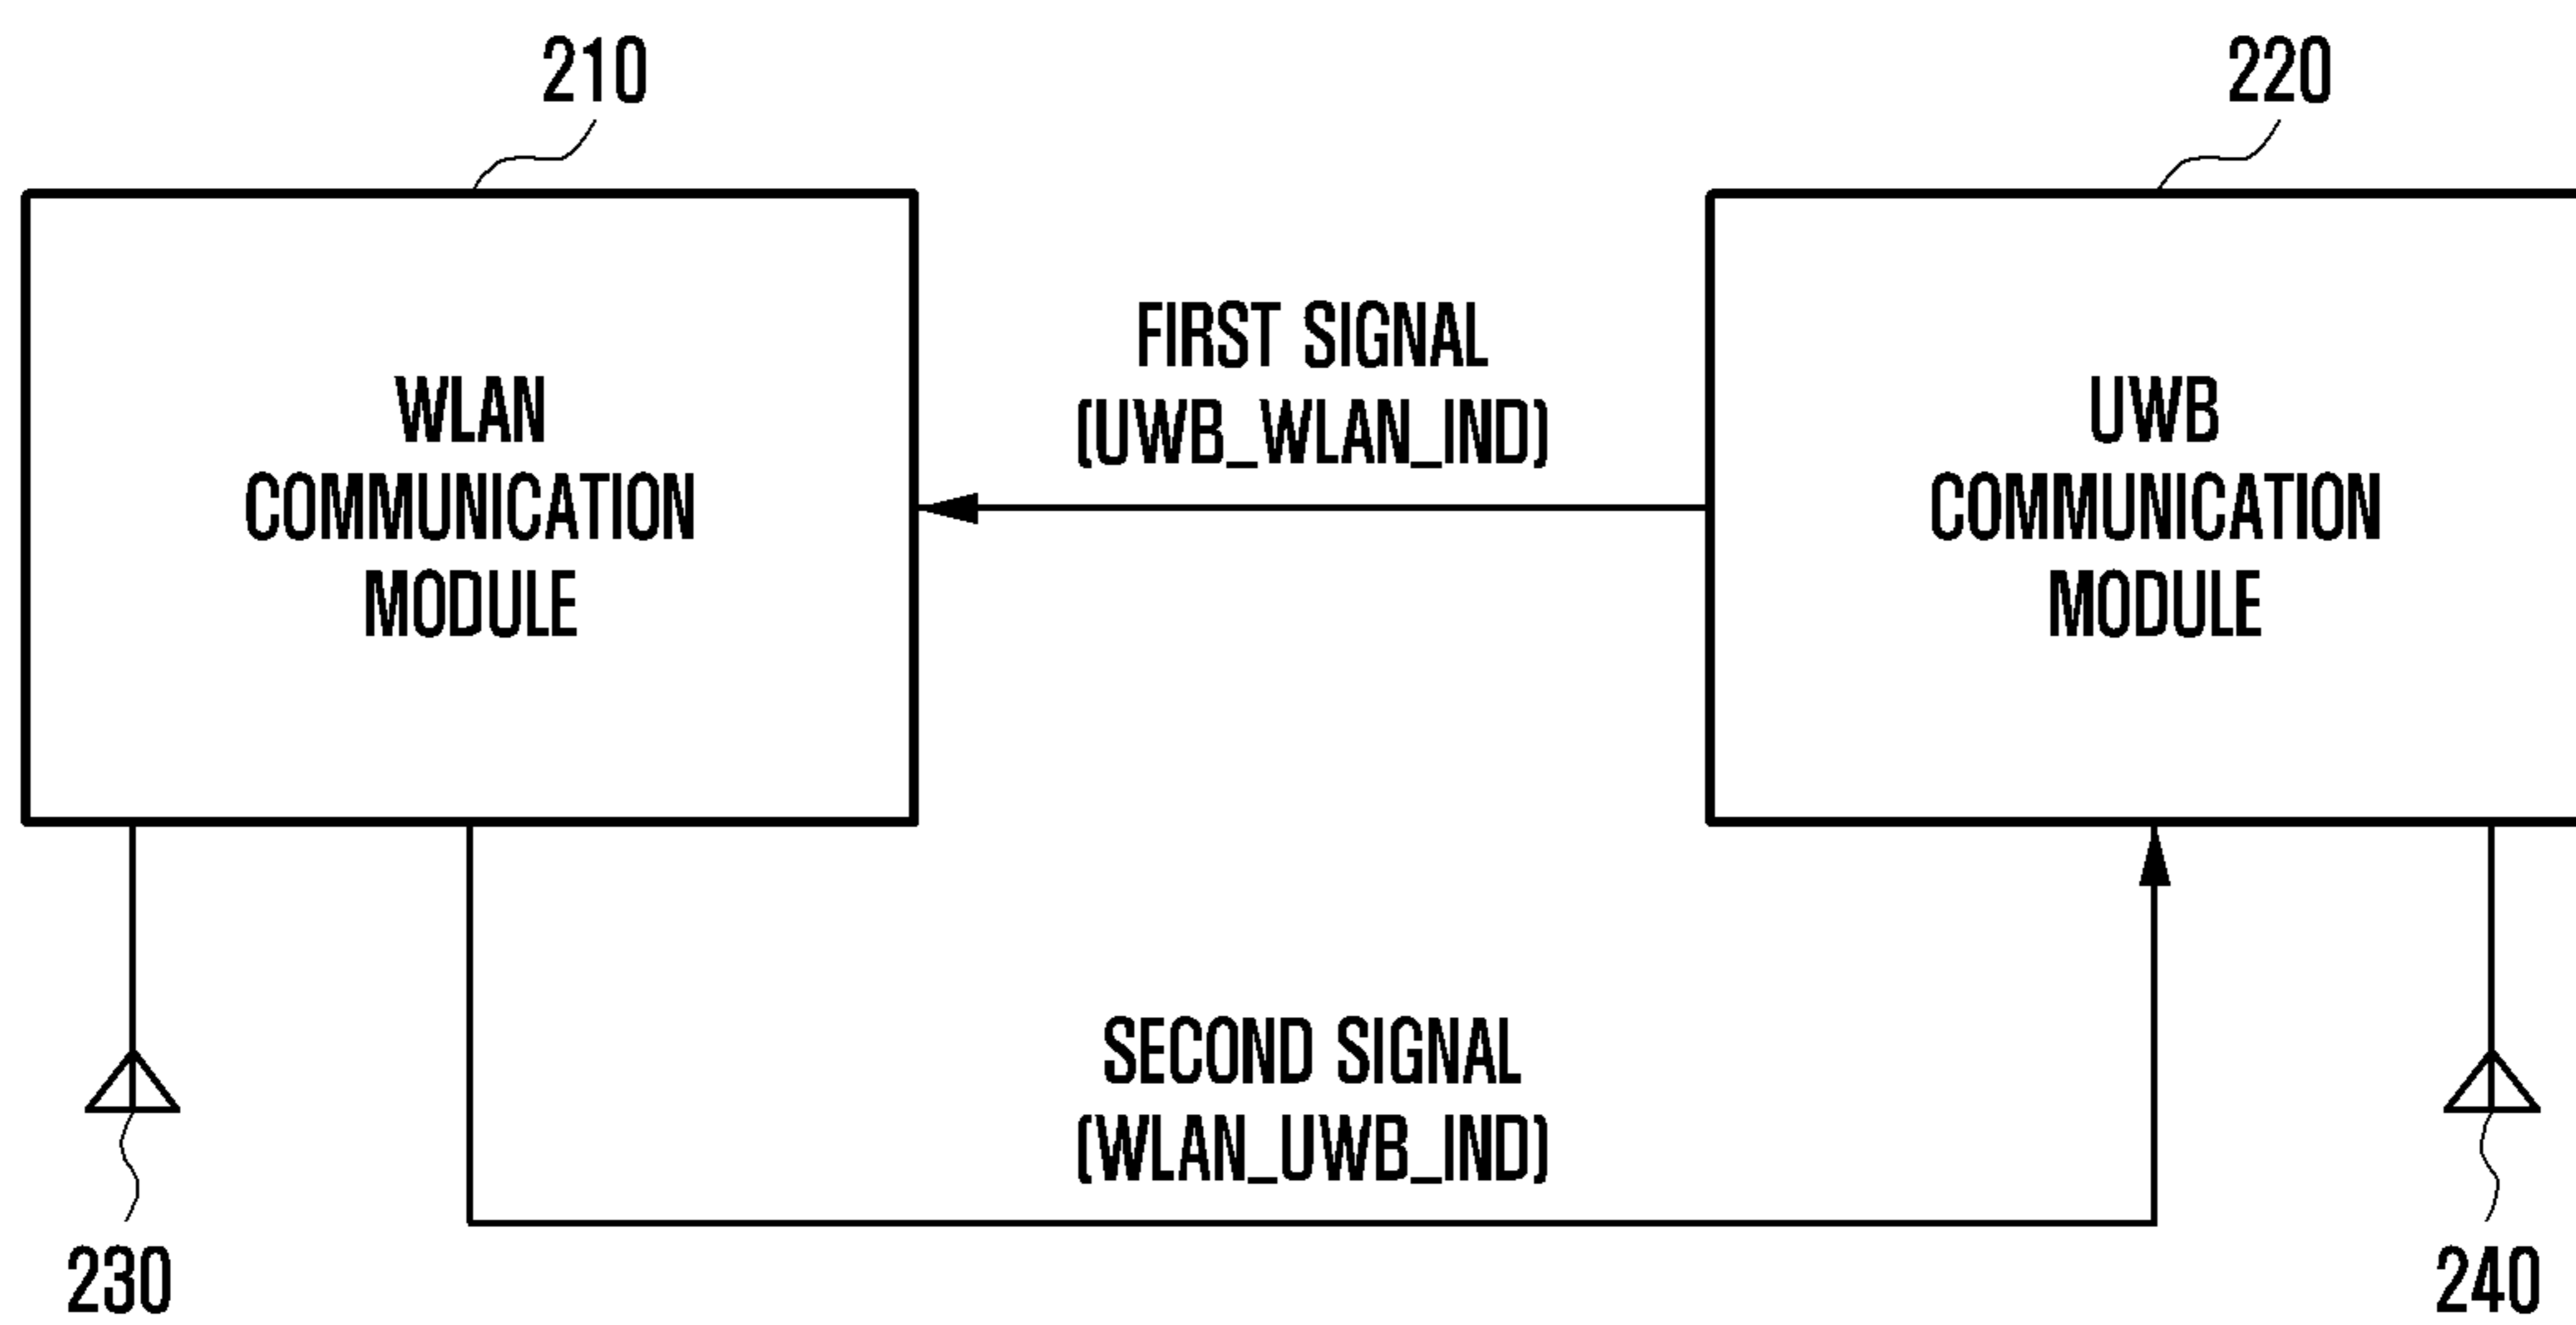 210
220
WLAN
COMMUNICATION
MODULE
FIRST SIGNAL
(UWB_WLAN_IND)
UWB
COMMUNICATION
MODULE
SECOND SIGNAL
(WLAN_UWB_IND)
230
240